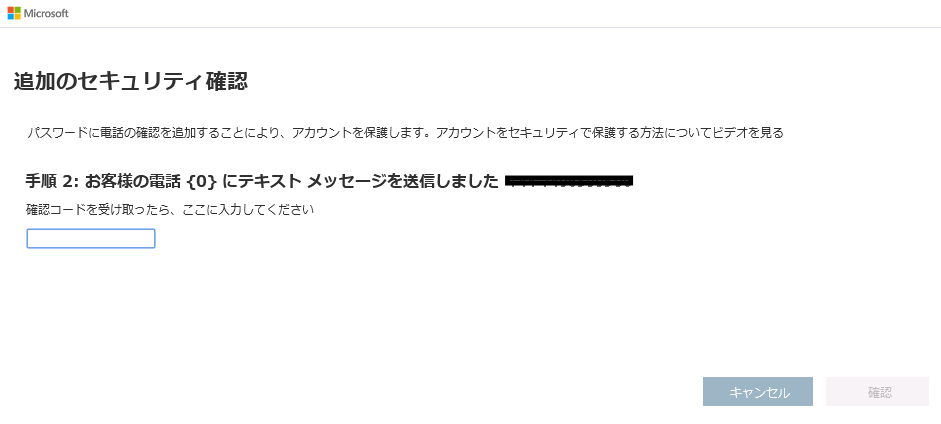 Microsoft
追加のセキュリティ確認
パスワードに電話の確認を追加することにより、アカウントを保護します。アカウントをセキュリティで保護する方法についてビデオを見る
手順 2: お客様の電話 {0} にテキスト メッセージを送信しました
確認コードを受け取ったら、ここに入力してください
キャンセル 確認